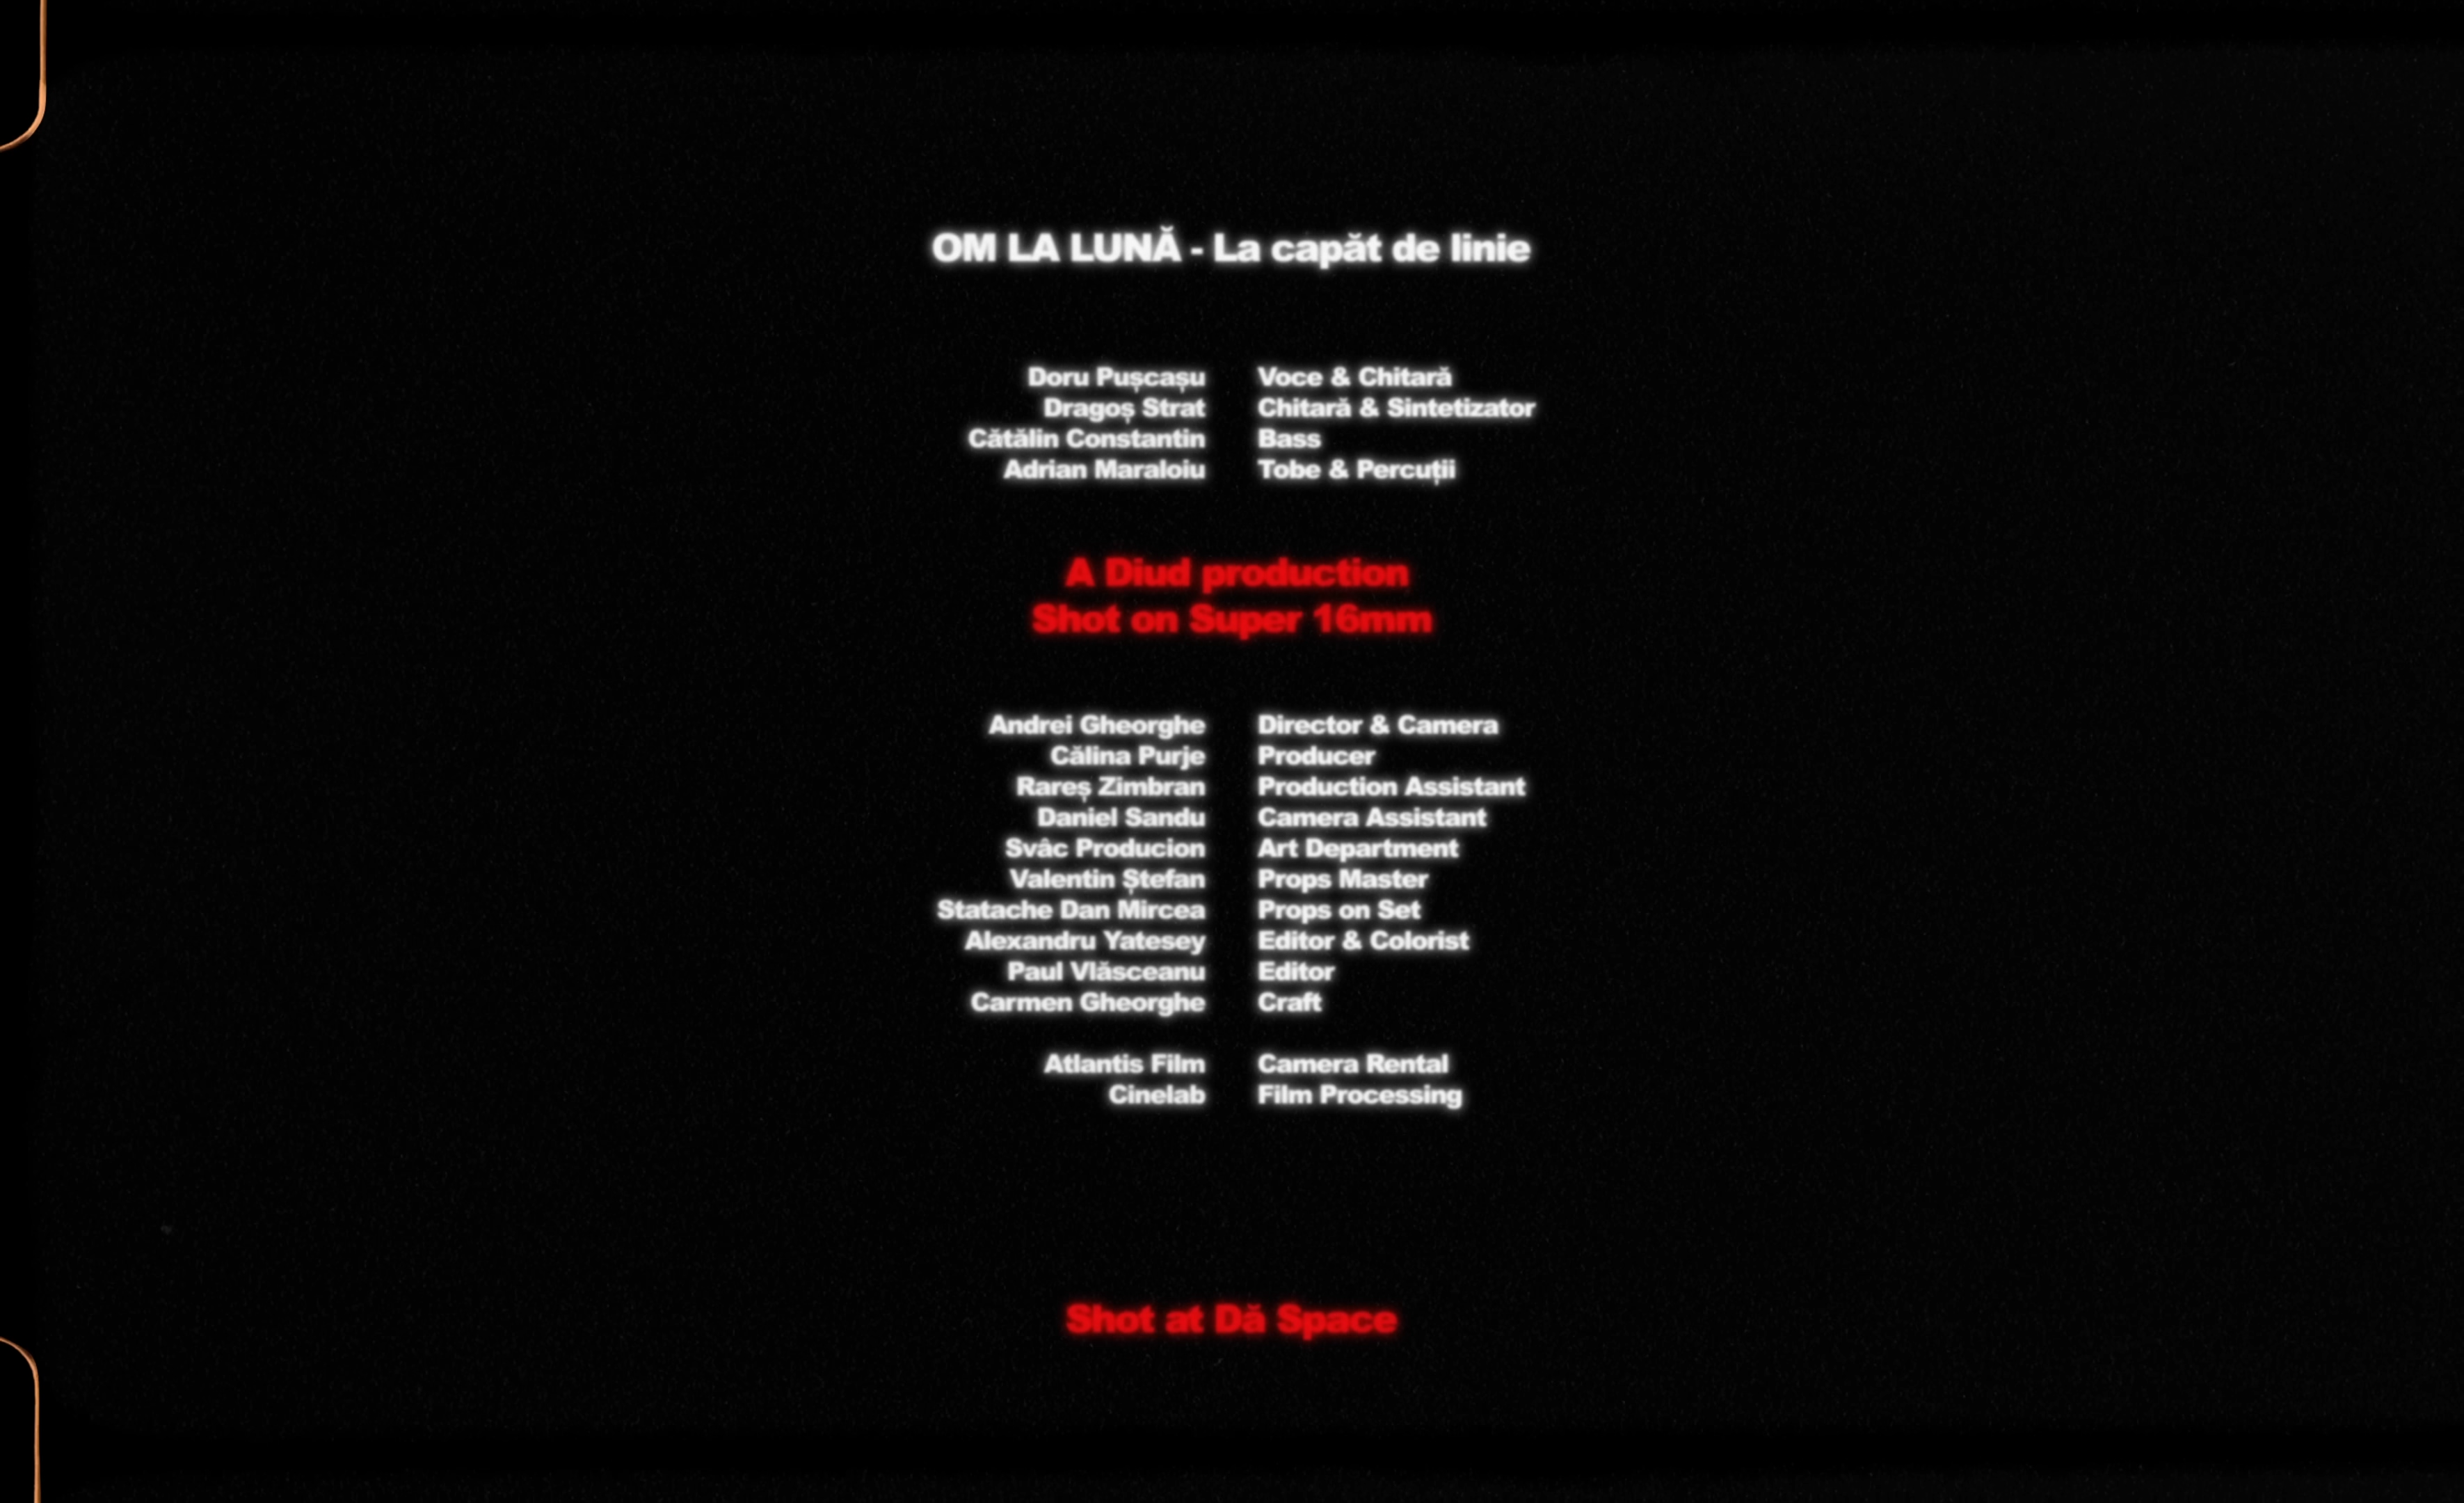 OM LA LUNĂ - La capăt de linie
Doru Pușcașu Voce & Chitară
Dragoș Strat Chitară & Sintetizator
Cătălin Constantin Bass
Adrian Maraloiu Tobe & Percuții
A Diud production
Shot on Super 16mm
Andrei Gheorghe Director & Camera
Călina Purje Producer
Rareș Zimbran Production Assistant
Daniel Sandu Camera Assistant
Svâc Producion Art Department
Valentin Ștefan Props Master
Statache Dan Mircea Props on Set
Alexandru Yatesey Editor & Colorist
Paul Vlăsceanu Editor
Carmen Gheorghe Craft
Atlantis Film Camera Rental
Cinelab Film Processing
Shot at Dă Space